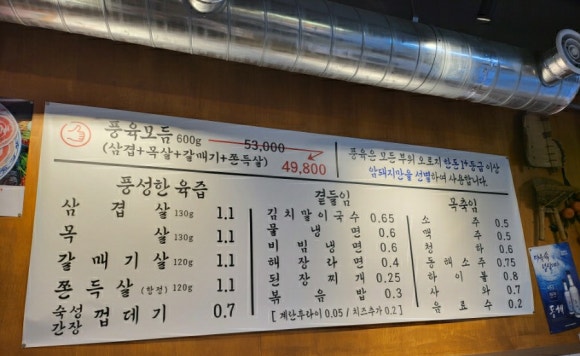 풍육모듬 600g 53,000
(삼겹+목살+갈매기+쫀득살) 49,800
풍육은 모든 부위 오로지 한돈 1+등급 이상
암돼지만을 선별하여 사용합니다.
풍성한 육즙
삼겹살 130g 1.1
목살 130g 1.1
갈매기살 120g 1.1
쫀득살 (항정) 120g 1.1
숙성간장 껍데기 0.7
곁들임
김치말이국수 0.65
물냉면 0.6
비빔냉면 0.6
해장라면 0.4
된장찌개 0.25
볶음밥 0.3
[ 계란후라이 0.05 / 치즈추가 0.2 ]
목축임
소주 0.5
맥주 0.5
청하 0.6
동해소주 0.75
하이볼 0.8
사와 0.7
음료수 0.2